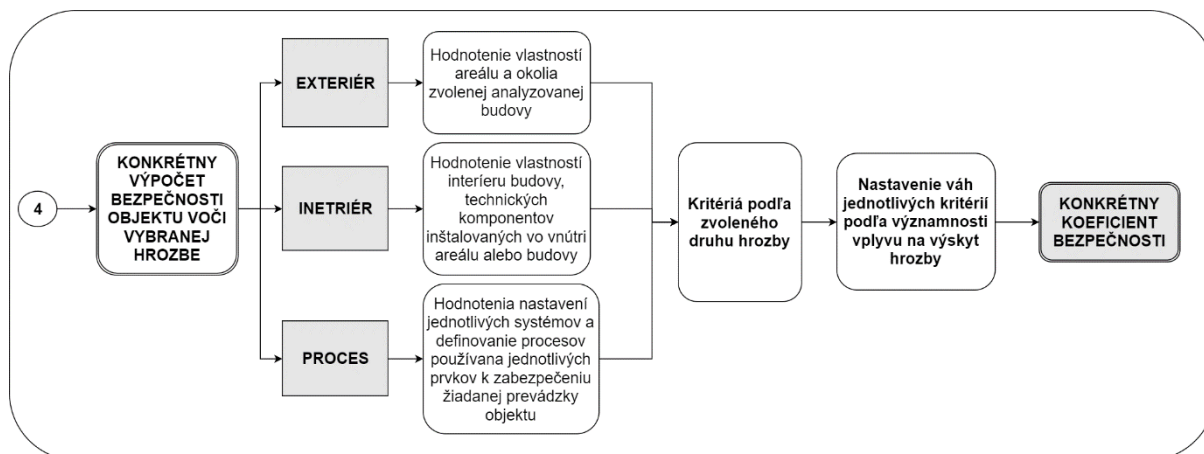 4
KONKRÉTNY
VÝPOČET
BEZPEČNOSTI
OBJEKTU VOČI
VYBRANEJ
HROZBE
EXTERIÉR
Hodnotenie vlastností
areálu a okolia
zvolenej analyzovanej
budovy
INETRIÉR
Hodnotenie vlastností
interíeru budovy,
technických
komponentov
inštalovaných vo vnútri
areálu alebo budovy
PROCES
Hodnotenia nastavení
jednotlivých systémov a
definovanie procesov
používana jednotlivých
prvkov k zabezpečeniu
žiadanej prevádzky
objektu
Kritériá podľa
zvoleného
druhu hrozby
Nastavenie váh
jednotlivých kritérií
podľa významnosti
vplyvu na výskyt
hrozby
KONKRÉTNY
KOEFICIENT
BEZPEČNOSTI